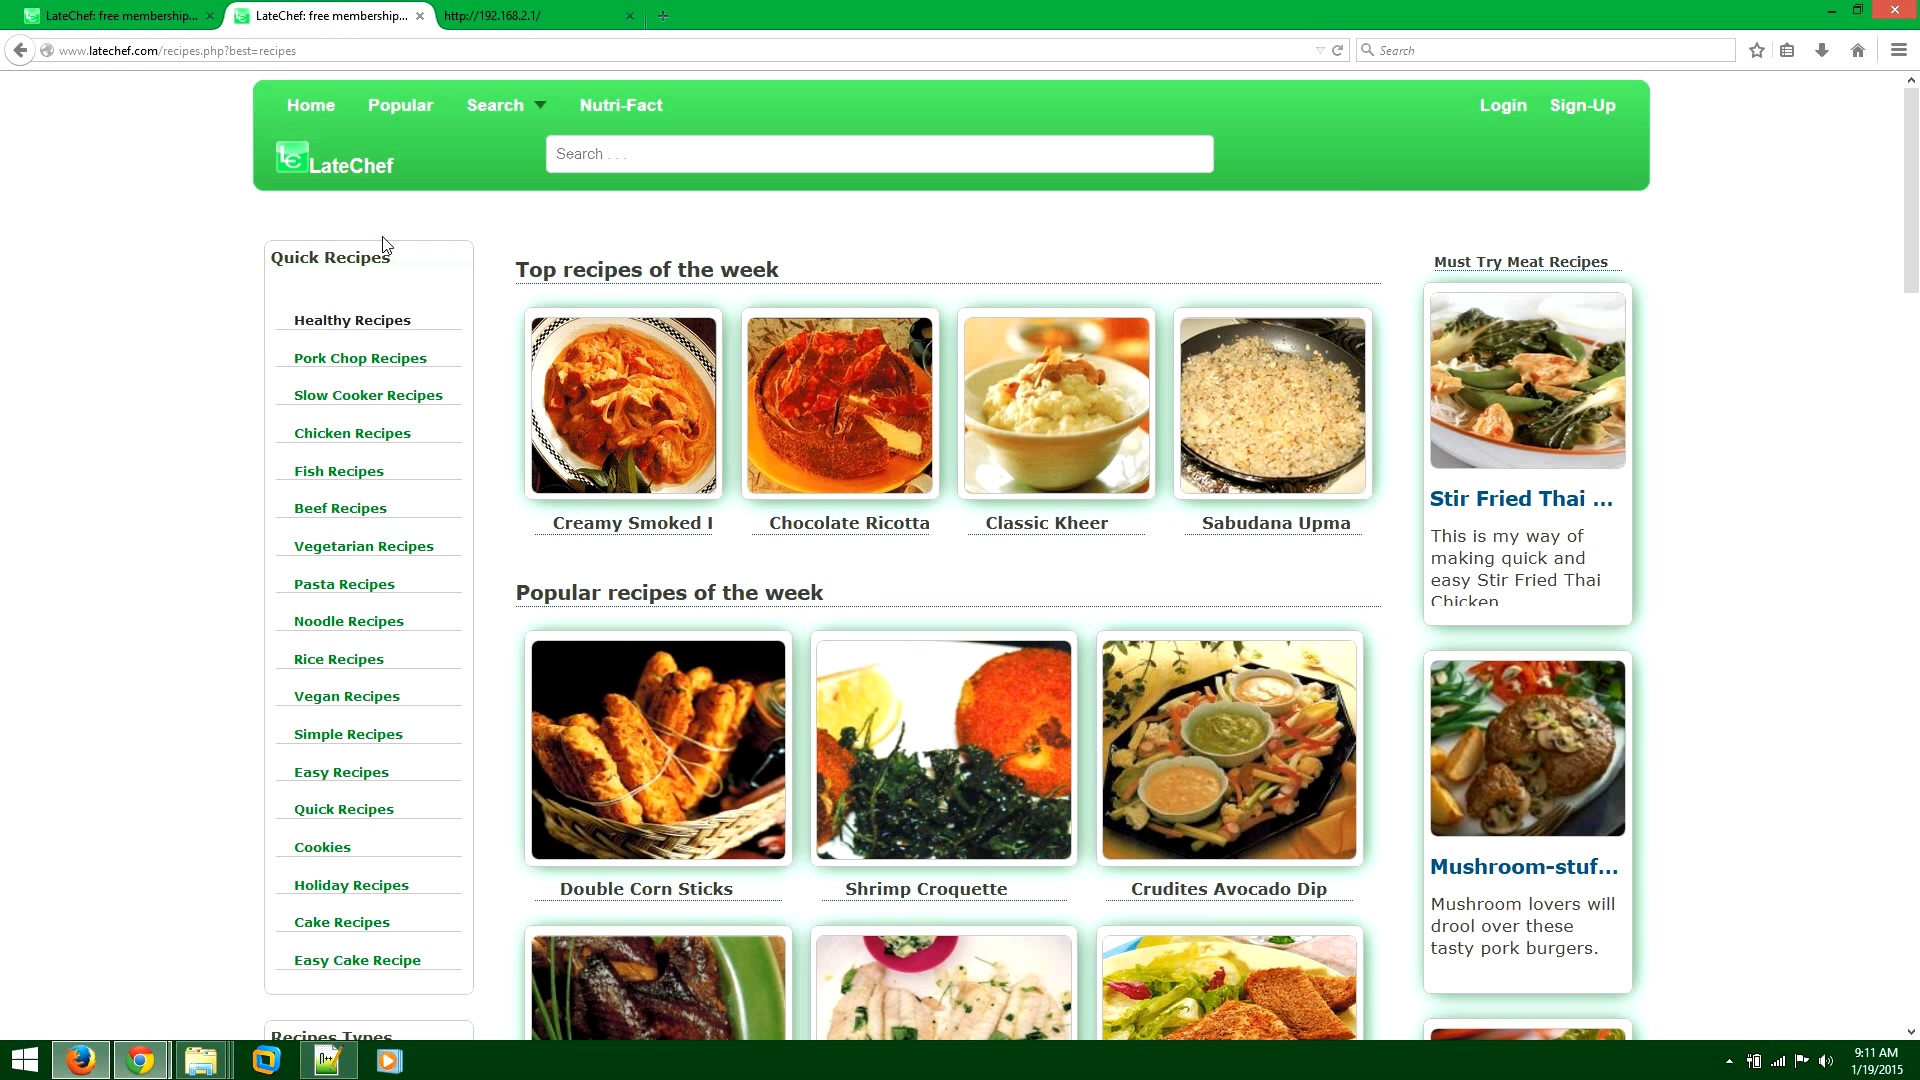 LateChef: free membership...
LateChef: free membership...
http://192.168.2.1/
www.latechef.com/recipes.php?best=recipes
Search
Home
Popular
Search
Nutri-Fact
Login
Sign-Up
LateChef
Search . . .
Quick Recipes
Healthy Recipes
Pork Chop Recipes
Slow Cooker Recipes
Chicken Recipes
Fish Recipes
Beef Recipes
Vegetarian Recipes
Pasta Recipes
Noodle Recipes
Rice Recipes
Vegan Recipes
Simple Recipes
Easy Recipes
Quick Recipes
Cookies
Holiday Recipes
Cake Recipes
Easy Cake Recipe
Recipes Types
Top recipes of the week
Creamy Smoked
Chocolate Ricotta
Classic Kheer
Sabudana Upma
Popular recipes of the week
Double Corn Sticks
Shrimp Croquette
Crudites Avocado Dip
Must Try Meat Recipes
Stir Fried Thai ...
This is my way of
making quick and
easy Stir Fried Thai
Chicken
Mushroom-stuf...
Mushroom lovers will
drool over these
tasty pork burgers.
9:11 AM
1/19/2015